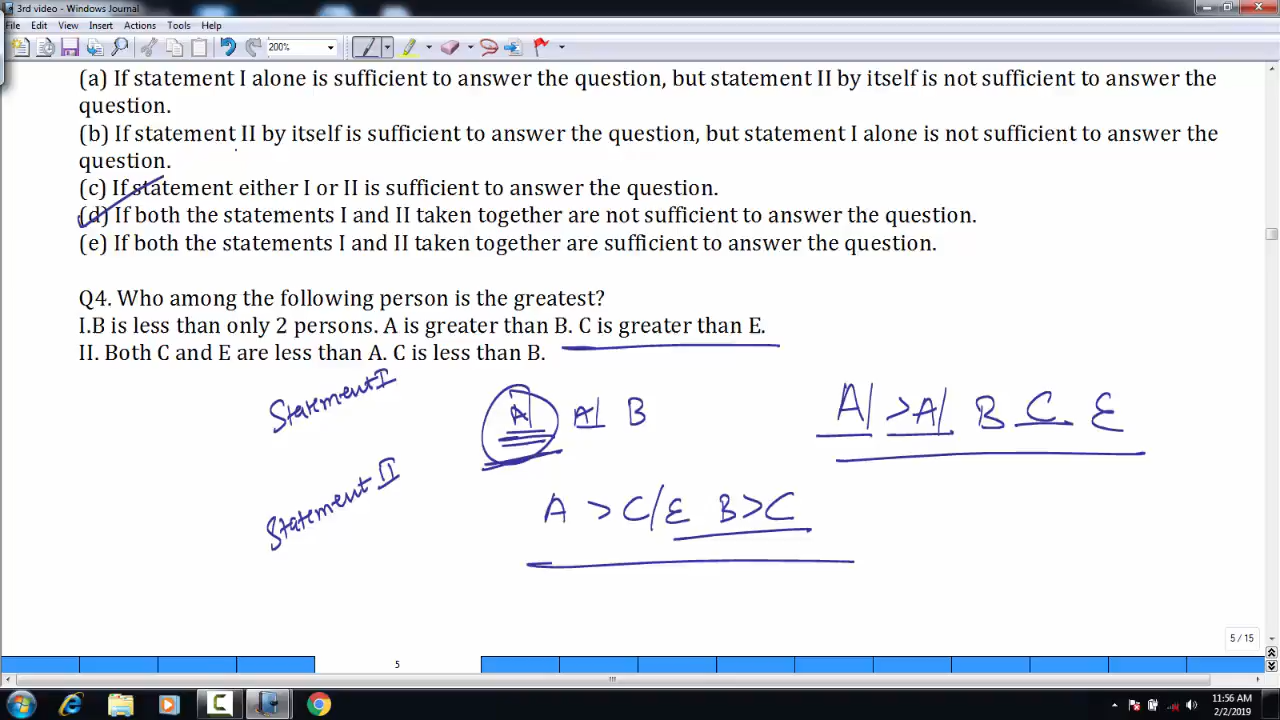 3rd video - Windows Journal
File Edit View Insert Actions Tools Help
200%
(a) If statement I alone is sufficient to answer the question, but statement II by itself is not sufficient to answer the
question.
(b) If statement II by itself is sufficient to answer the question, but statement I alone is not sufficient to answer the
question.
(c) If statement either I or II is sufficient to answer the question.
(d) If both the statements I and II taken together are not sufficient to answer the question.
(e) If both the statements I and II taken together are sufficient to answer the question.
Q4. Who among the following person is the greatest?
I.B is less than only 2 persons. A is greater than B. C is greater than E.
II. Both C and E are less than A. C is less than B.
Statement I
A| A| B
A| >A| B C E
Statement II
A > C/E B>C
5 / 15
5
11:56 AM
2/2/2019